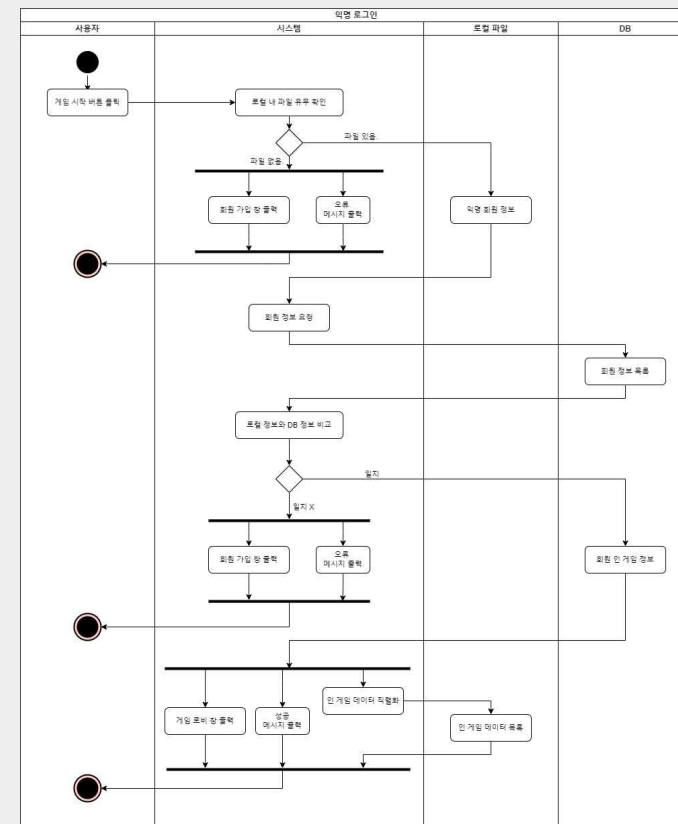 익명 로그인
사용자
시스템
로컬 파일
DB
게임 시작 버튼 클릭
로컬 내 파일 유무 확인
파일 있음
파일 없음
회원 가입 창 출력
오류
메시지 출력
익명 회원 정보
회원 정보 요청
회원 정보 목록
로컬 정보와 DB 정보 비교
일치
일치 X
회원 가입 창 출력
오류
메시지 출력
회원 인 게임 정보
게임 로비 창 출력
성공
메시지 출력
인 게임 데이터 직렬화
인 게임 데이터 목록